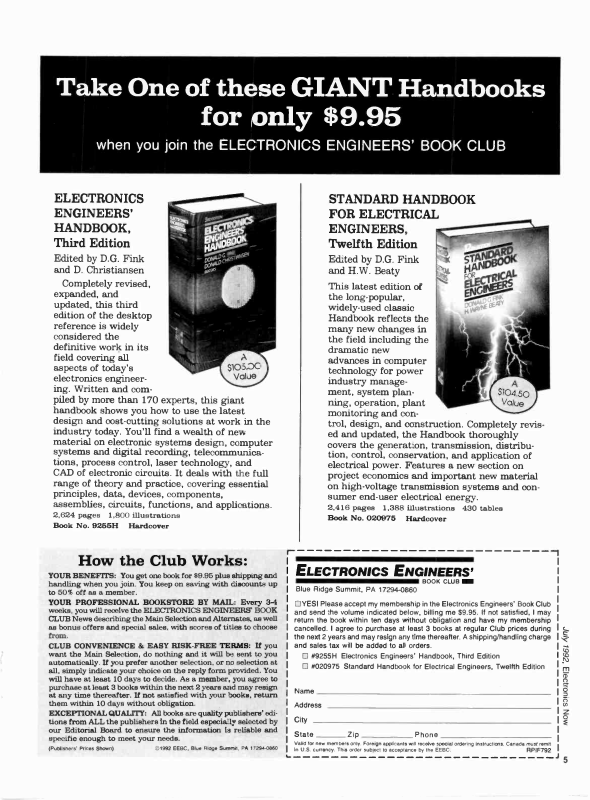 Take One of these GIANT Handbooks
for only $9.95
when you join the ELECTRONICS ENGINEERS' BOOK CLUB
ELECTRONICS
ENGINEERS'
HANDBOOK,
Third Edition
Edited by D.G. Fink
and D. Christiansen
Completely revised,
expanded, and
updated, this third
edition of the desktop
reference is widely
considered the
definitive work in its
field covering all
aspects of today's
electronics engineer-
ing. Written and com-
piled by more than 170 experts, this giant
handbook shows you how to use the latest
design and cost-cutting solutions at work in the
industry today. You'll find a wealth of new
material on electronic systems design, computer
systems and digital recording, telecommunica-
tions, process control, laser technology, and
CAD of electronic circuits. It deals with the full
range of theory and practice, covering essential
principles, data, devices, components,
assemblies, circuits, functions, and applications.
2,624 pages 1,800 illustrations
Book No. 9255H Hardcover
ELECTRONICS
ENGINEERS'
HANDBOOK
DONALD G. FINK
DONALD CHRISTIANSEN
A
$103.00
Value
STANDARD HANDBOOK
FOR ELECTRICAL
ENGINEERS,
Twelfth Edition
Edited by D.G. Fink
and H.W. Beaty
This latest edition of
the long-popular,
widely-used classic
Handbook reflects the
many new changes in
the field including the
dramatic new
advances in computer
technology for power
industry manage-
ment, system plan-
ning, operation, plant
monitoring and con-
trol, design, and construction. Completely revis-
ed and updated, the Handbook thoroughly
covers the generation, transmission, distribu-
tion, control, conservation, and application of
electrical power. Features a new section on
project economics and important new material
on high-voltage transmission systems and con-
sumer end-user electrical energy.
2,416 pages 1,388 illustrations 430 tables
Book No. 020975 Hardcover
STANDARD
HANDBOOK
FOR
ELECTRICAL
ENGINEERS
DONALD G. FINK
H. WAYNE BEATY
A
$104.50
Value
How the Club Works:
YOUR BENEFITS: You get one book for $9.95 plus shipping and
handling when you join. You keep on saving with discounts up
to 50% off as a member.
YOUR PROFESSIONAL BOOKSTORE BY MAIL: Every 3-4
weeks, you will receive the ELECTRONICS ENGINEERS' BOOK
CLUB News describing the Main Selection and Alternates, as well
as bonus offers and special sales, with scores of titles to choose
from.
CLUB CONVENIENCE & EASY RISK-FREE TERMS: If you
want the Main Selection, do nothing and it will be sent to you
automatically. If you prefer another selection, or no selection at
all, simply indicate your choice on the reply form provided. You
will have at least 10 days to decide. As a member, you agree to
purchase at least 3 books within the next 2 years and may resign
at any time thereafter. If not satisfied with your books, return
them within 10 days without obligation.
EXCEPTIONAL QUALITY: All books are quality publishers' edi-
tions from ALL the publishers in the field especially selected by
our Editorial Board to ensure the information is reliable and
specific enough to meet your needs.
(Publishers' Prices Shown) ©1992 EEBC, Blue Ridge Summit, PA 17294-0860
ELECTRONICS ENGINEERS'
BOOK CLUB
Blue Ridge Summit, PA 17294-0860
☐YES! Please accept my membership in the Electronics Engineers' Book Club
and send the volume indicated below, billing me $9.95. If not satisfied, I may
return the book within ten days without obligation and have my membership
cancelled. I agree to purchase at least 3 books at regular Club prices during
the next 2 years and may resign any time thereafter. A shipping/handling charge
and sales tax will be added to all orders.
☐ #9255H Electronics Engineers' Handbook, Third Edition
☐ #020975 Standard Handbook for Electrical Engineers, Twelfth Edition
Name
Address
City
State Zip Phone
Valid for new members only. Foreign applicants will receive special ordering instructions. Canada must remit
in U.S. currency. This order subject to acceptance by the EEBC. RPIF792
July 1992, Electronics Now
5